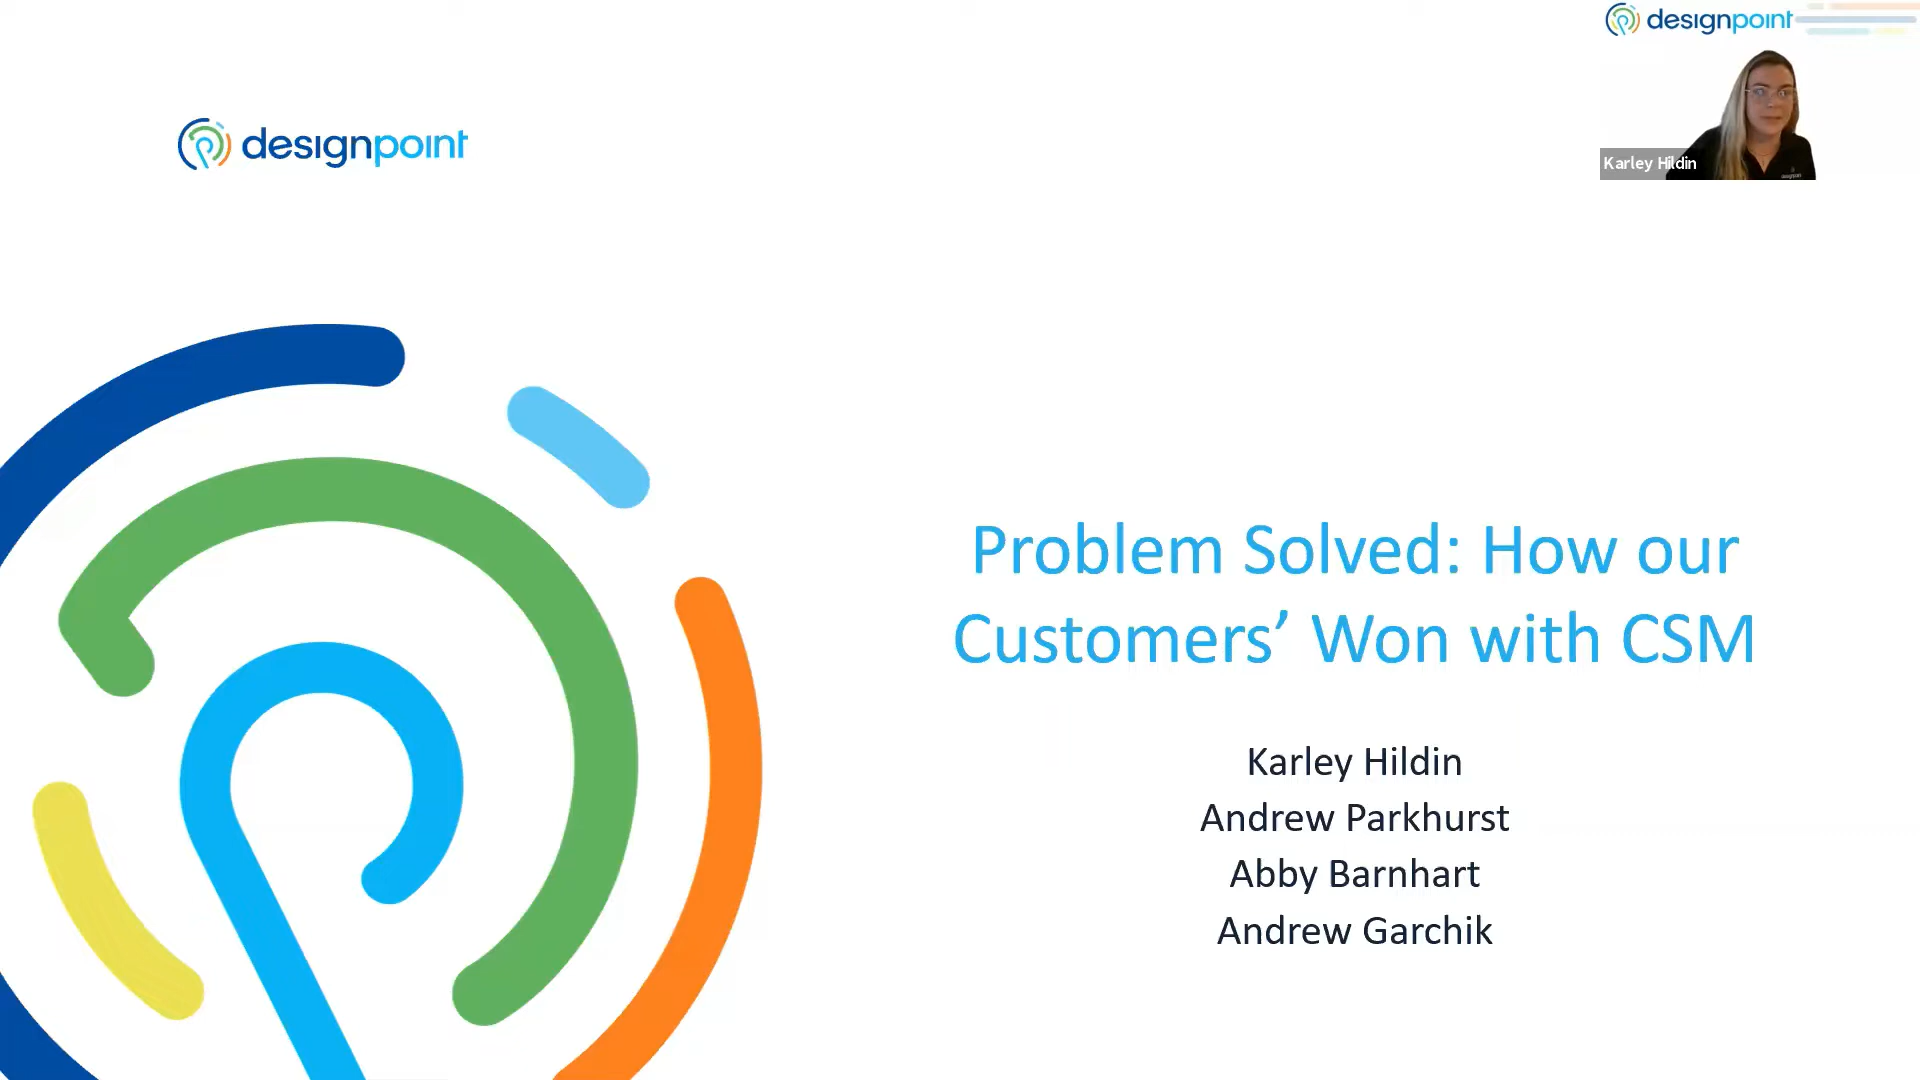 designpoint
designpoint
Karley Hildin
Problem Solved: How our
Customers’ Won with CSM
Karley Hildin
Andrew Parkhurst
Abby Barnhart
Andrew Garchik